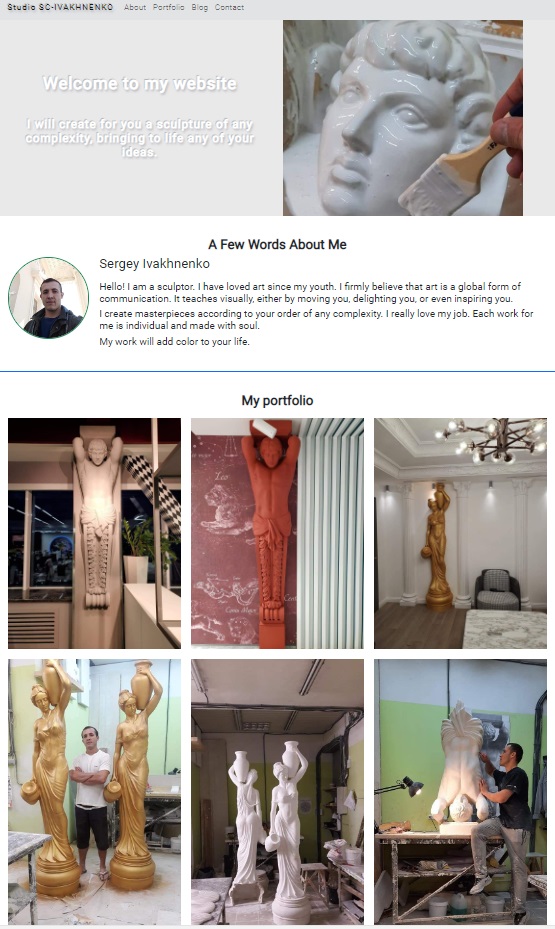 Studio SC-IVAKHNENKO About Portfolio Blog Contact
Welcome to my website
I will create for you a sculpture of any
complexity, bringing to life any of your
ideas.
A Few Words About Me
Sergey Ivakhnenko
Hello! I am a sculptor. I have loved art since my youth. I firmly believe that art is a global form of
communication. It teaches visually, either by moving you, delighting you, or even inspiring you.
I create masterpieces according to your order of any complexity. I really love my job. Each work for
me is individual and made with soul.
My work will add color to your life.
My portfolio
Leo